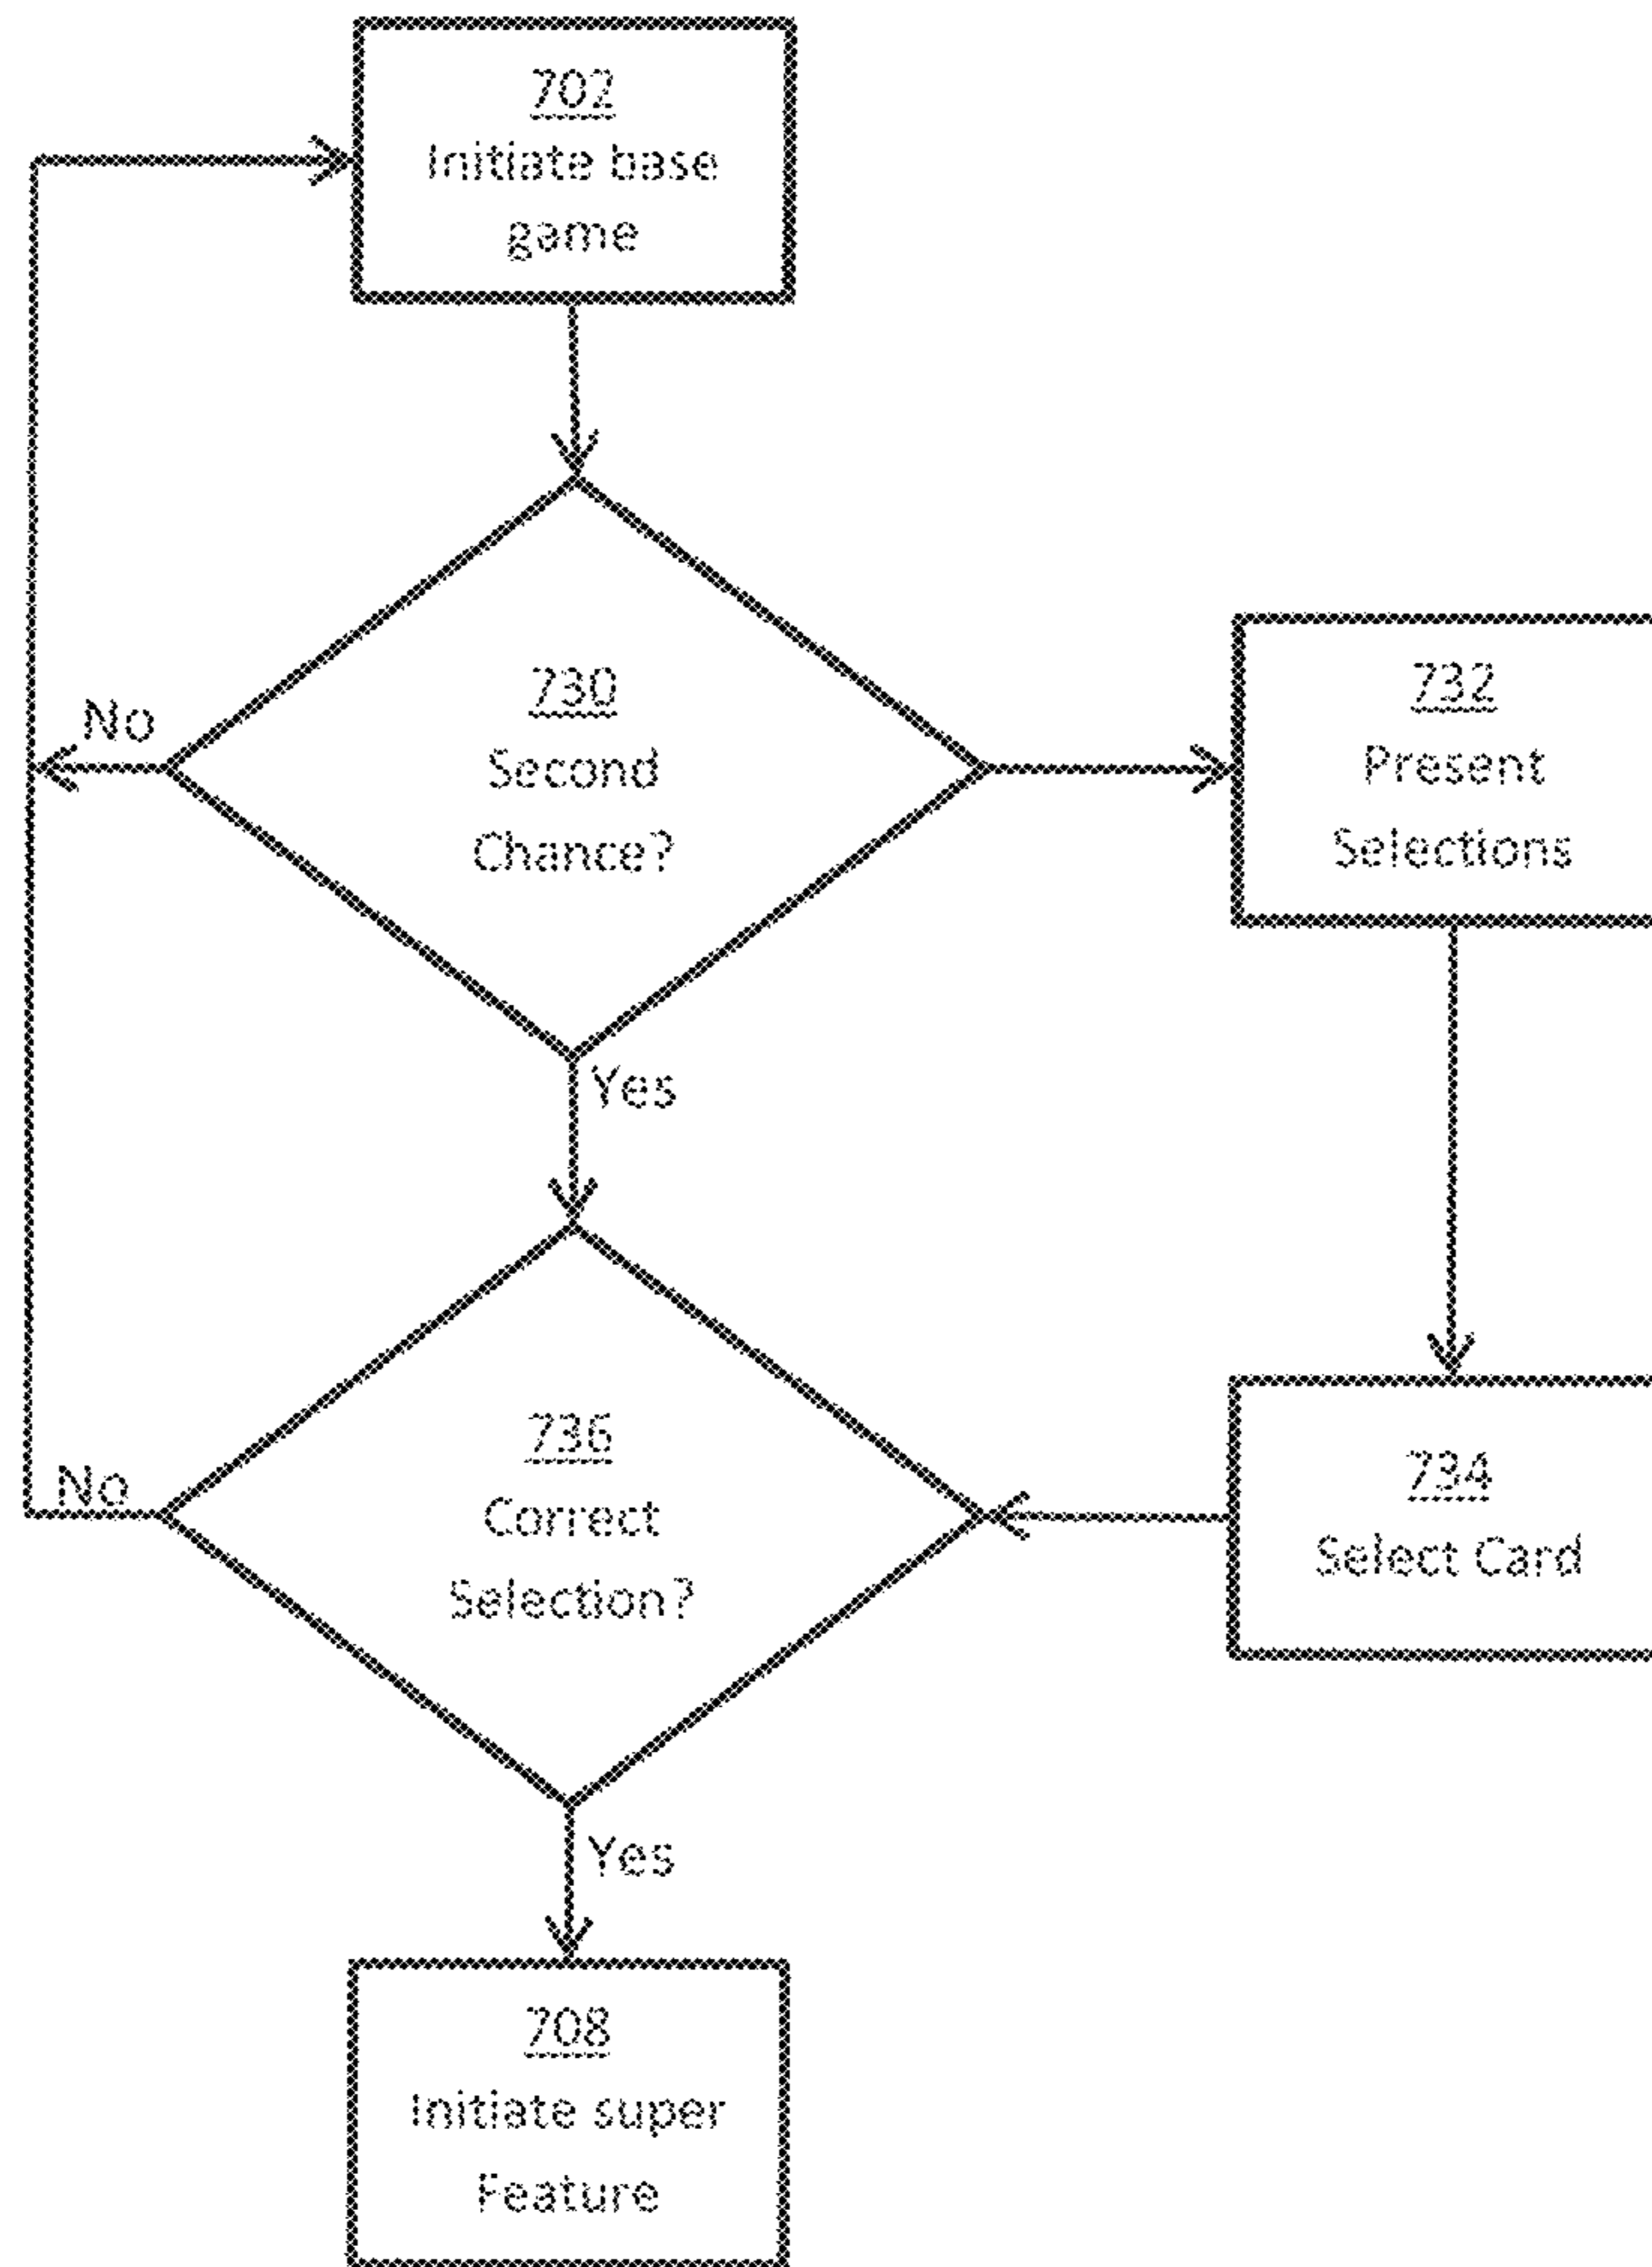 702
Initiate base
game
730
Second
Chance?
No
732
Present
Selections
Yes
736
Correct
Selection?
No
734
Select Card
Yes
708
Initiate super
Feature